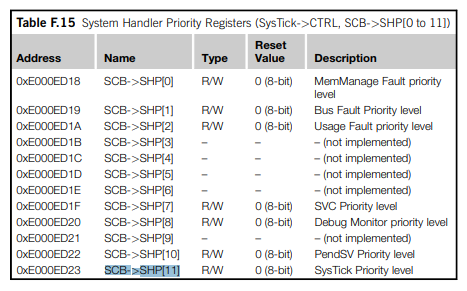 Table F.15 System Handler Priority Registers (SysTick->CTRL, SCB->SHP[0 to 11])
Address Name Type Reset Value Description
0xE000ED18 SCB->SHP[0] R/W 0 (8-bit) MemManage Fault priority level
0xE000ED19 SCB->SHP[1] R/W 0 (8-bit) Bus Fault Priority level
0xE000ED1A SCB->SHP[2] R/W 0 (8-bit) Usage Fault priority level
0xE000ED1B SCB->SHP[3] – – – (not implemented)
0xE000ED1C SCB->SHP[4] – – – (not implemented)
0xE000ED1D SCB->SHP[5] – – – (not implemented)
0xE000ED1E SCB->SHP[6] – – – (not implemented)
0xE000ED1F SCB->SHP[7] R/W 0 (8-bit) SVC Priority level
0xE000ED20 SCB->SHP[8] R/W 0 (8-bit) Debug Monitor priority level
0xE000ED21 SCB->SHP[9] – – – (not implemented)
0xE000ED22 SCB->SHP[10] R/W 0 (8-bit) PendSV Priority level
0xE000ED23 SCB->SHP[11] R/W 0 (8-bit) SysTick Priority level